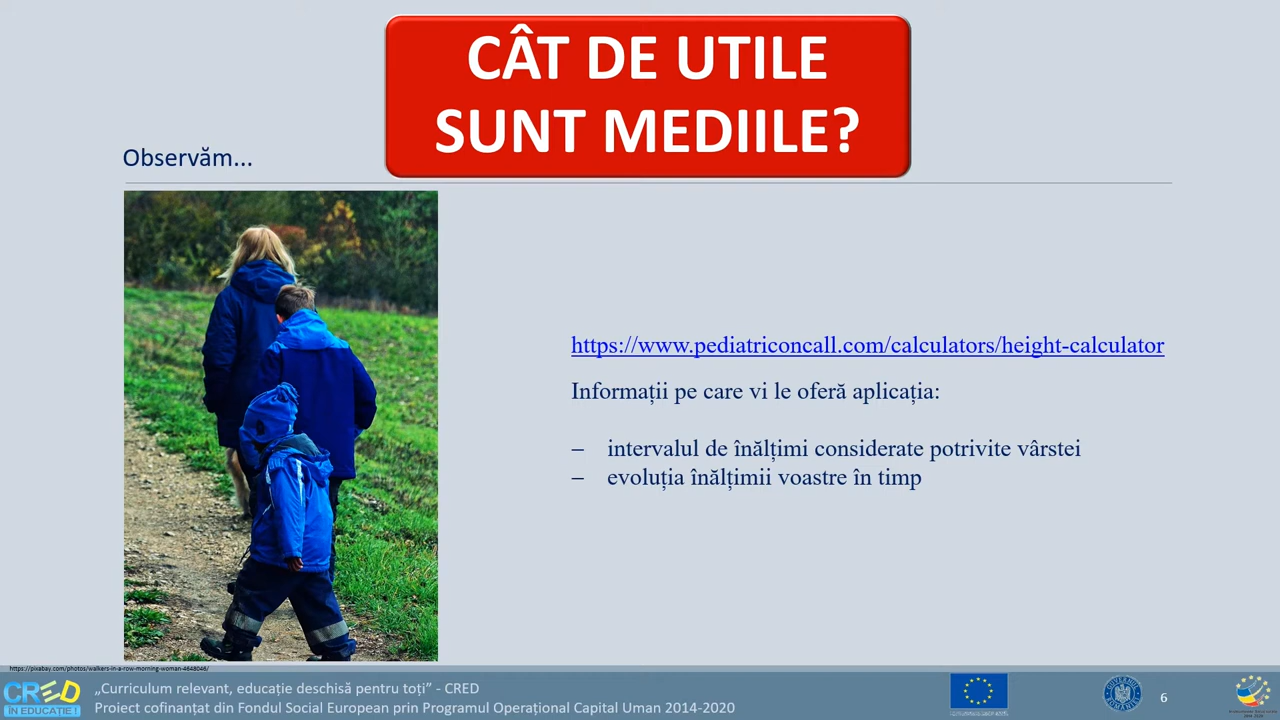 CÂT DE UTILE
SUNT MEDIILE?
Observăm...
https://www.pediatriconcall.com/calculators/height-calculator
Informații pe care vi le oferă aplicația:
– intervalul de înălțimi considerate potrivite vârstei
– evoluția înălțimii voastre în timp
https://pixabay.com/photos/walkers-in-a-row-morning-woman-4648046/
CRED
ÎN EDUCAȚIE !
„Curriculum relevant, educație deschisă pentru toți” - CRED
Proiect cofinanțat din Fondul Social European prin Programul Operațional Capital Uman 2014-2020
6